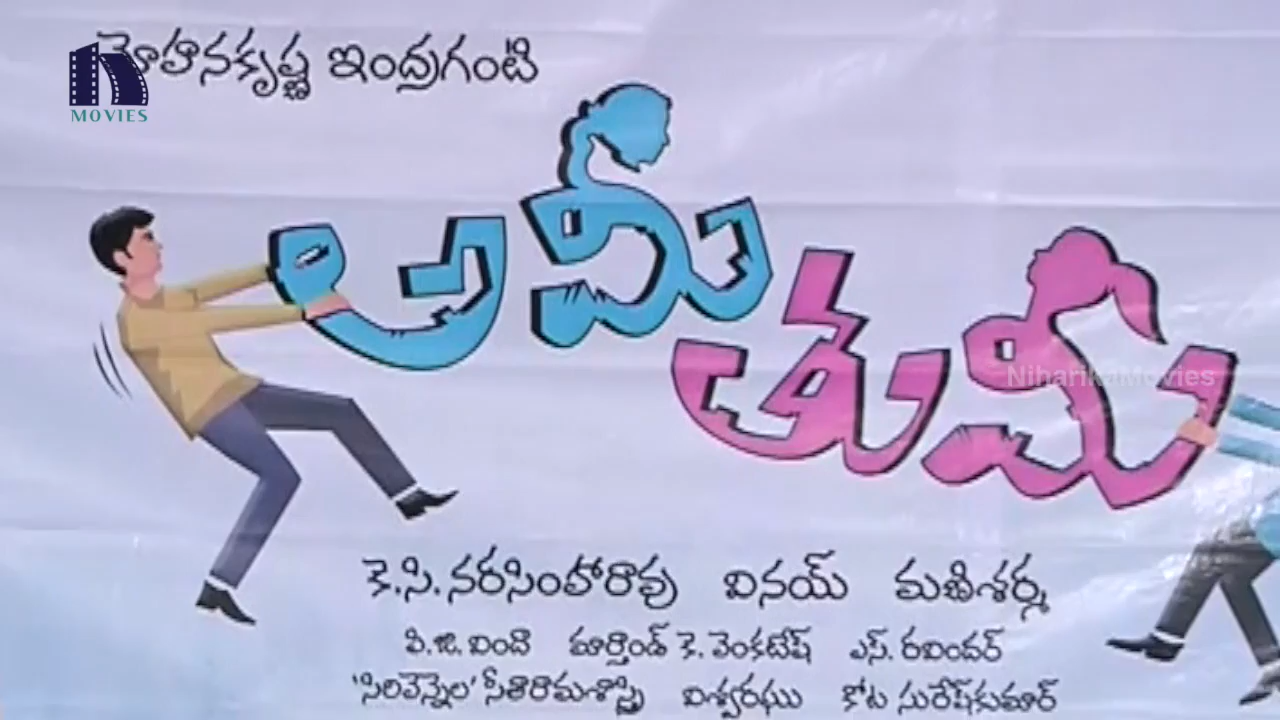 మోహనకృష్ణ ఇంద్రగంటి
MOVIES
అమీ
తుమీ
NiharikaMovies
కె.సి.నరసింహారావు వినయ్ మణిశర్మ
పి.జి.విందా మార్తాండ్ కె.వెంకటేష్ ఎస్.రవిందర్
'సిరివెన్నెల' సీతారామశాస్త్రి విశ్వరఘు కోట సురేష్‌కుమార్